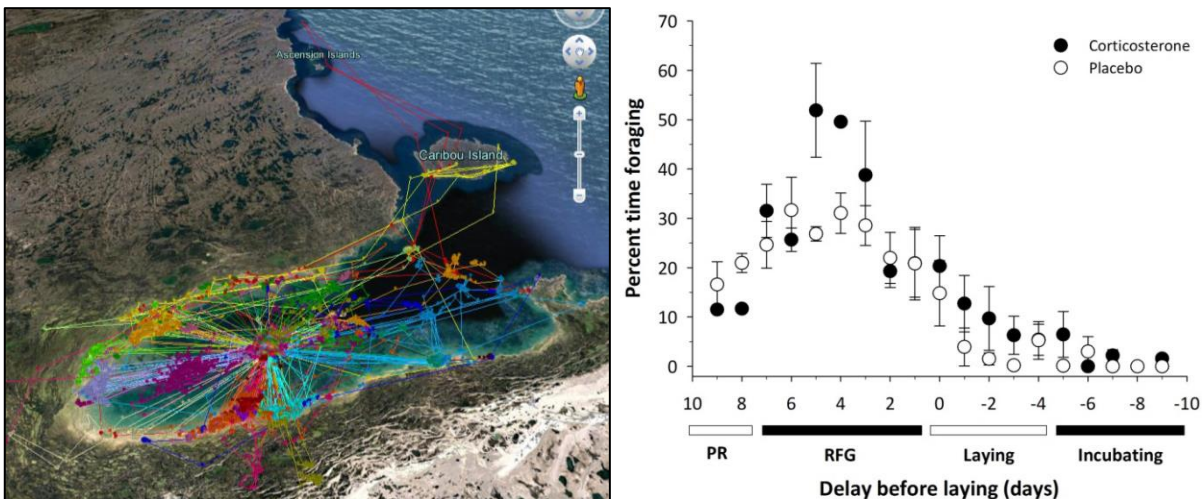 Ascension Islands
Caribou Island
70
60
50
40
30
20
10
0
Percent time foraging
Corticosterone
Placebo
10 8 6 4 2 0 -2 -4 -6 -8 -10
PR RFG Laying Incubating
Delay before laying (days)